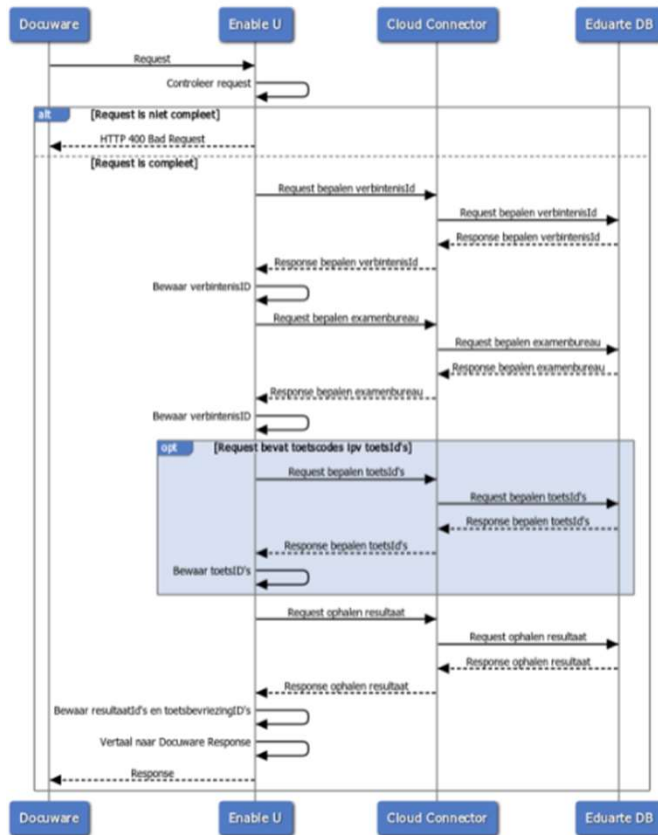 Docuware
Enable U
Cloud Connector
Eduarte DB
Request
Controleer request
alt
[Request is niet compleet]
HTTP 400 Bad Request
[Request is compleet]
Request bepalen verbintenisId
Request bepalen verbintenisId
Response bepalen verbintenisId
Response bepalen verbintenisId
Bewaar verbintenisID
Request bepalen examenbureau
Request bepalen examenbureau
Response bepalen examenbureau
Response bepalen examenbureau
Bewaar verbintenisID
opt
[Request bevat toetscodes ipv toetsId's]
Request bepalen toetsId's
Request bepalen toetsId's
Response bepalen toetsId's
Response bepalen toetsId's
Bewaar toetsID's
Request ophalen resultaat
Request ophalen resultaat
Response ophalen resultaat
Response ophalen resultaat
Bewaar resultaatId's en toetsbevriezingID's
Vertaal naar Docuware Response
Response
Docuware
Enable U
Cloud Connector
Eduarte DB